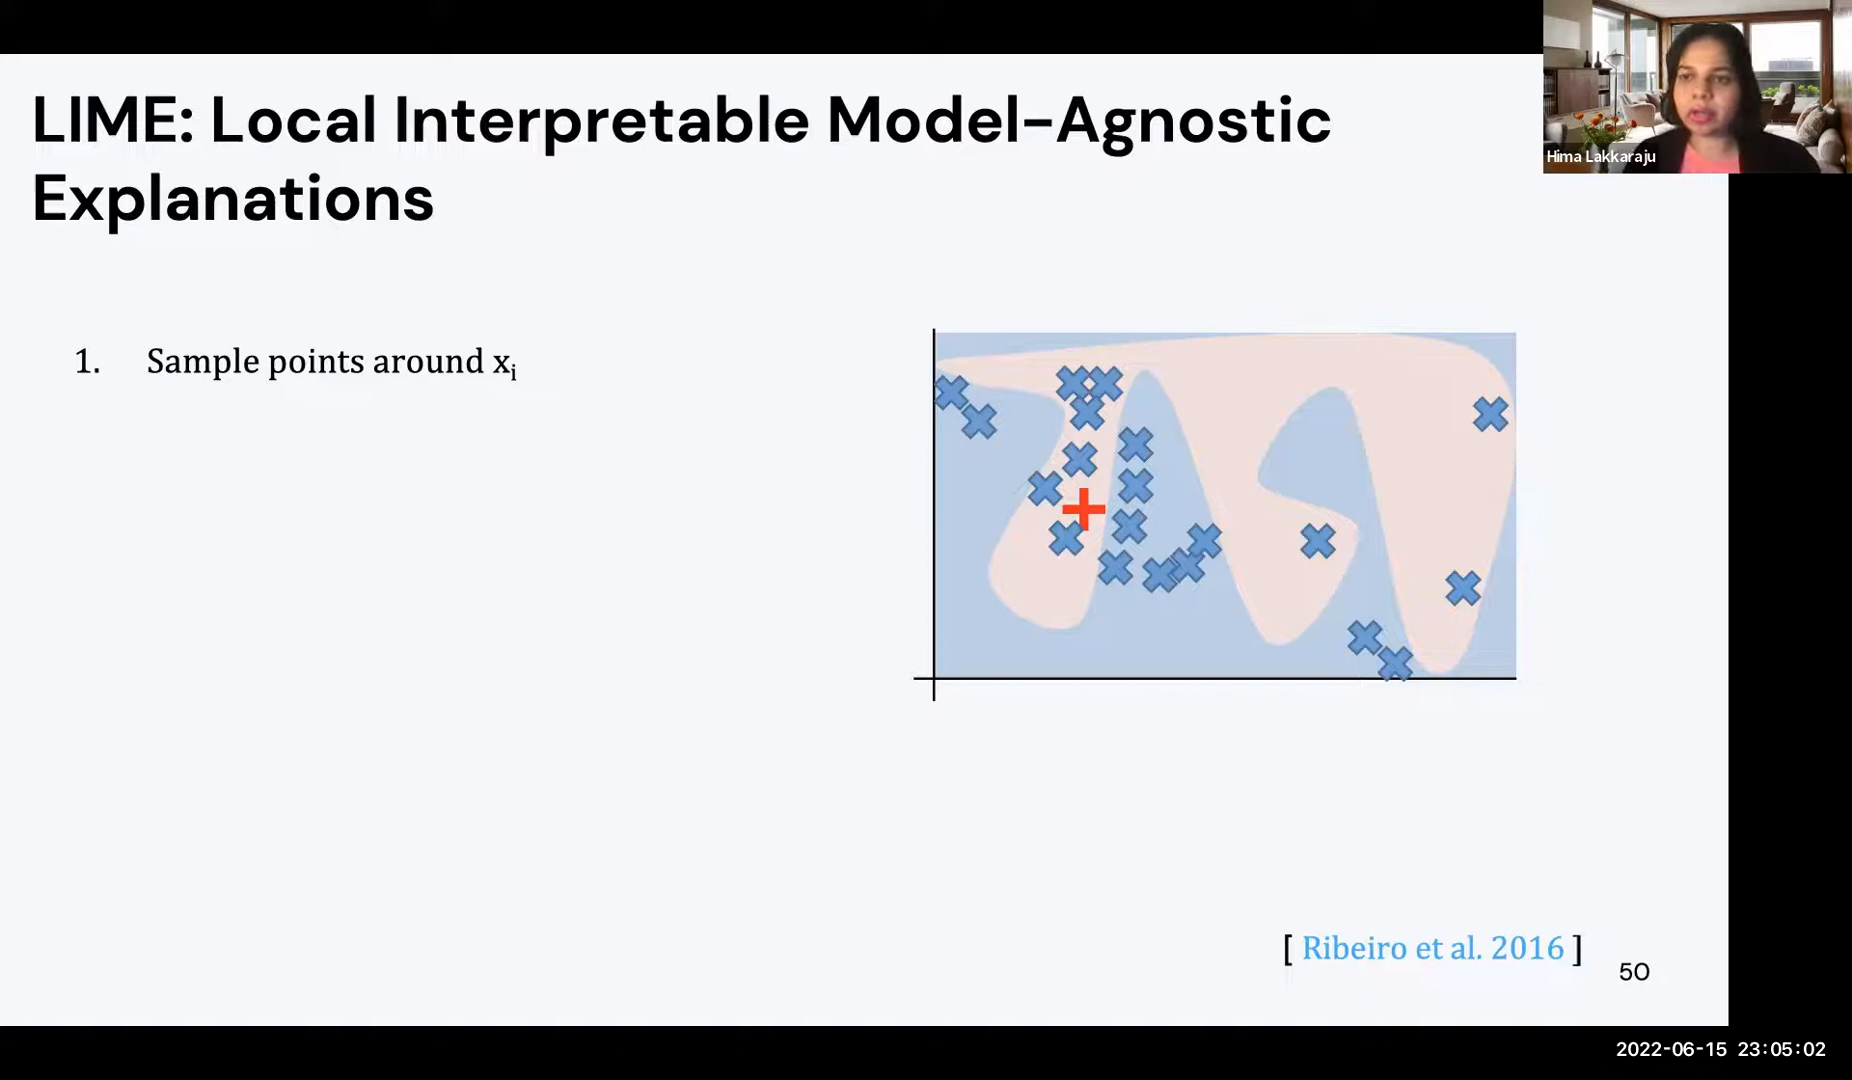 LIME: Local Interpretable Model-Agnostic
Explanations
Hima Lakkaraju
1. Sample points around xᵢ
[ Ribeiro et al. 2016 ]
50
2022-06-15 23:05:02